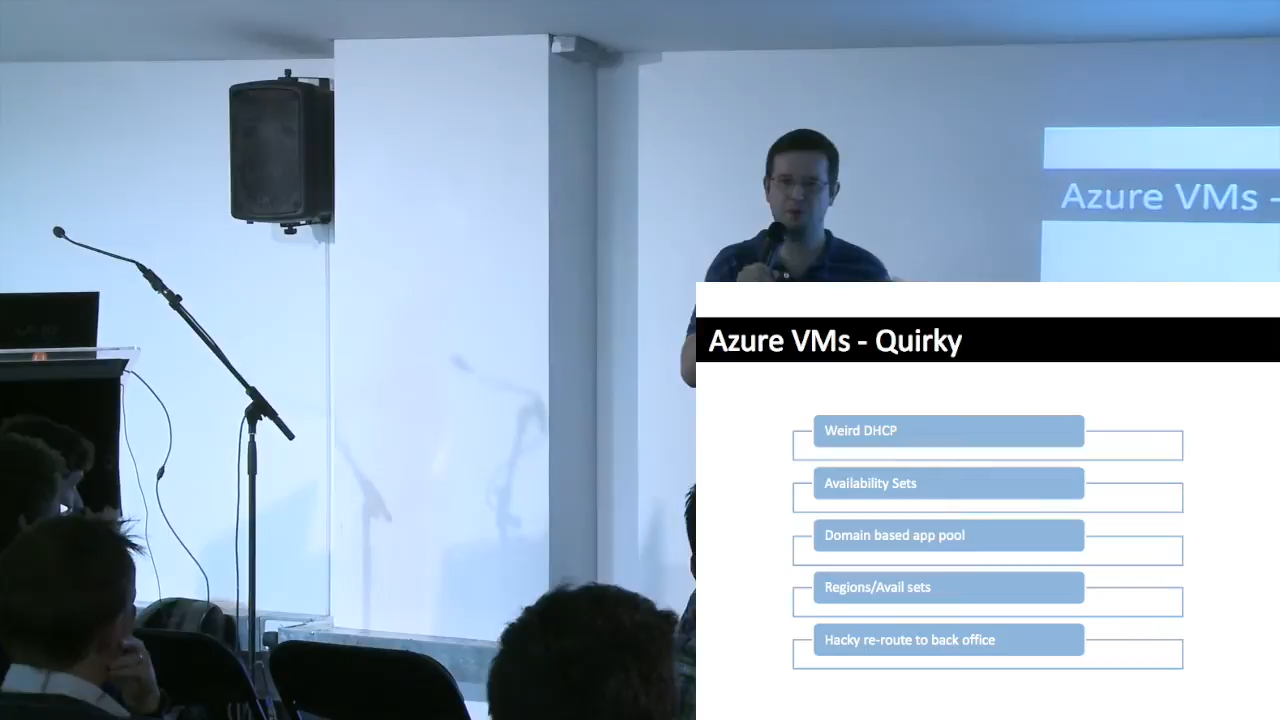 Azure VMs -
Azure VMs - Quirky
Weird DHCP
Availability Sets
Domain based app pool
Regions/Avail sets
Hacky re-route to back office